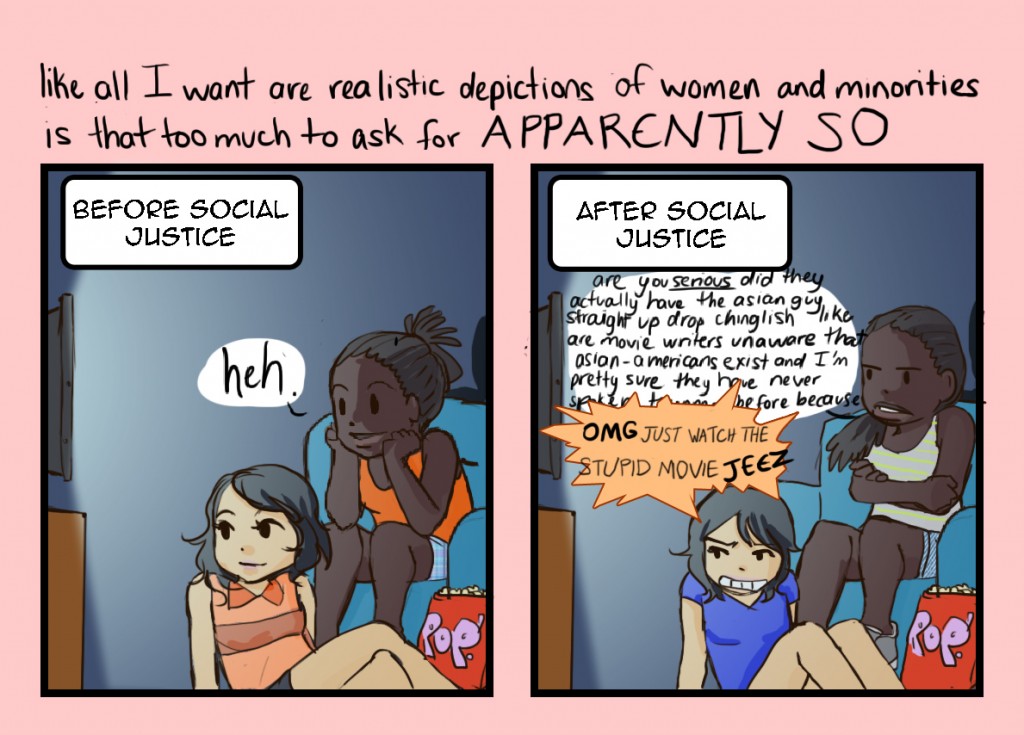 like all I want are realistic depictions of women and minorities
is that too much to ask for APPARENTLY SO
BEFORE SOCIAL
JUSTICE
heh.
POP!
AFTER SOCIAL
JUSTICE
are you serious did they
actually have the asian guy
straight up drop chinglish like
are movie writers unaware that
asian-americans exist and I'm
pretty sure they have never
before because
OMG JUST WATCH THE
STUPID MOVIE JEEZ
POP!